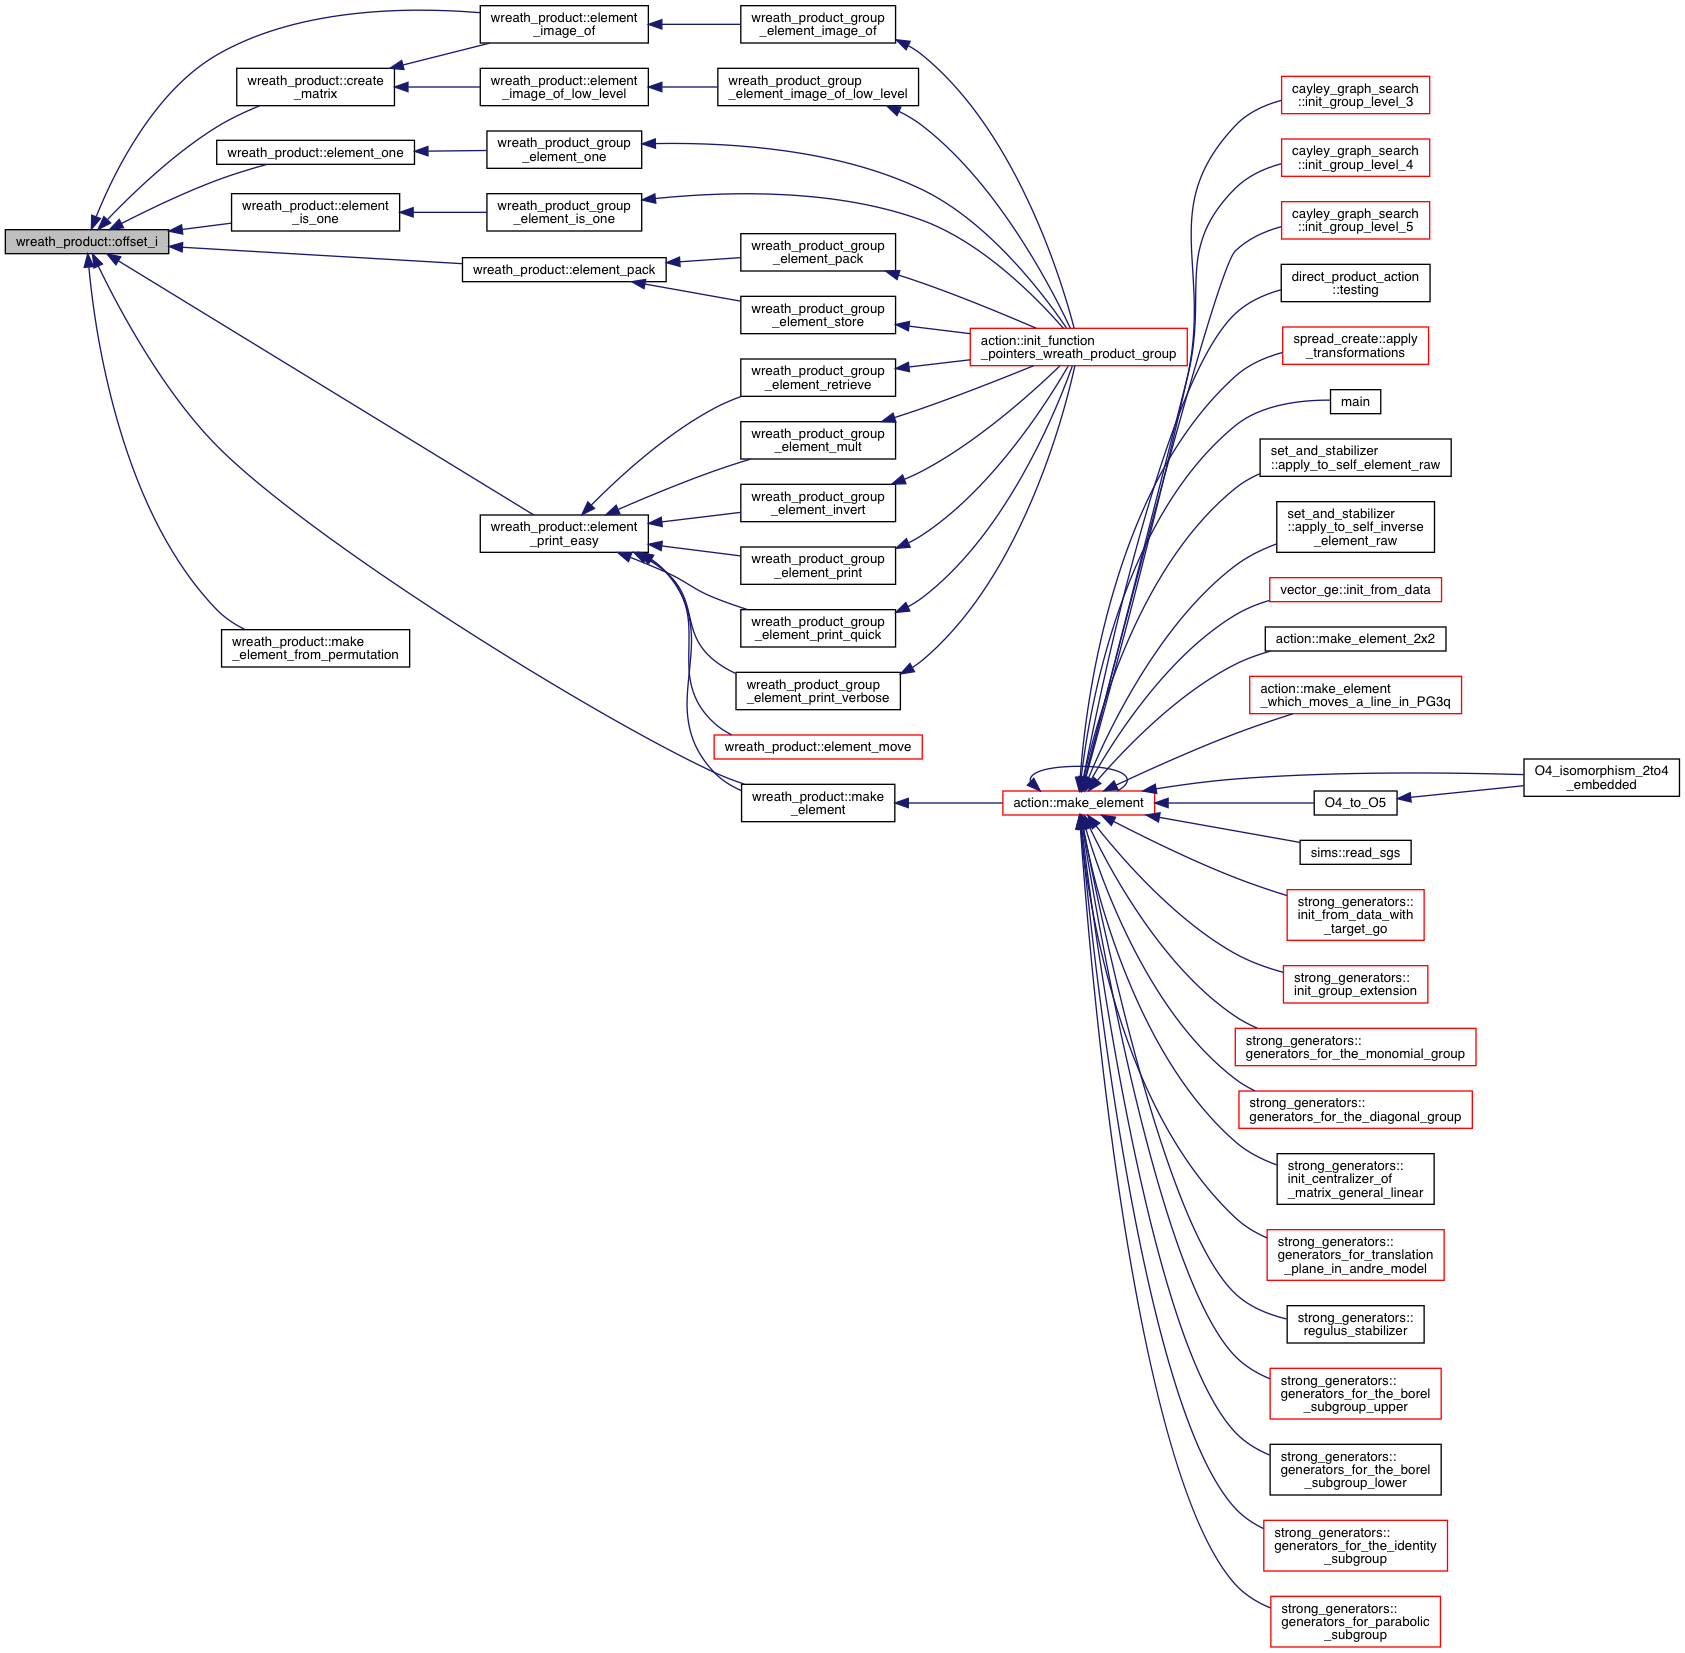 wreath_product::offset_i
wreath_product::element
_image_of
wreath_product::create
_matrix
wreath_product::element
_image_of_low_level
wreath_product::element_one
wreath_product::element
_is_one
wreath_product::element_pack
wreath_product::element
_print_easy
wreath_product::make
_element_from_permutation
wreath_product::make
_element
wreath_product_group
_element_image_of
wreath_product_group
_element_image_of_low_level
wreath_product_group
_element_one
wreath_product_group
_element_is_one
wreath_product_group
_element_pack
wreath_product_group
_element_store
wreath_product_group
_element_retrieve
wreath_product_group
_element_mult
wreath_product_group
_element_invert
wreath_product_group
_element_print
wreath_product_group
_element_print_quick
wreath_product_group
_element_print_verbose
wreath_product::element_move
action::init_function
_pointers_wreath_product_group
action::make_element
cayley_graph_search
::init_group_level_3
cayley_graph_search
::init_group_level_4
cayley_graph_search
::init_group_level_5
direct_product_action
::testing
spread_create::apply
_transformations
main
set_and_stabilizer
::apply_to_self_element_raw
set_and_stabilizer
::apply_to_self_inverse
_element_raw
vector_ge::init_from_data
action::make_element_2x2
action::make_element
_which_moves_a_line_in_PG3q
O4_isomorphism_2to4
_embedded
O4_to_O5
sims::read_sgs
strong_generators::
init_from_data_with
_target_go
strong_generators::
init_group_extension
strong_generators::
generators_for_the_monomial_group
strong_generators::
generators_for_the_diagonal_group
strong_generators::
init_centralizer_of
_matrix_general_linear
strong_generators::
generators_for_translation
_plane_in_andre_model
strong_generators::
regulus_stabilizer
strong_generators::
generators_for_the_borel
_subgroup_upper
strong_generators::
generators_for_the_borel
_subgroup_lower
strong_generators::
generators_for_the_identity
_subgroup
strong_generators::
generators_for_parabolic
_subgroup